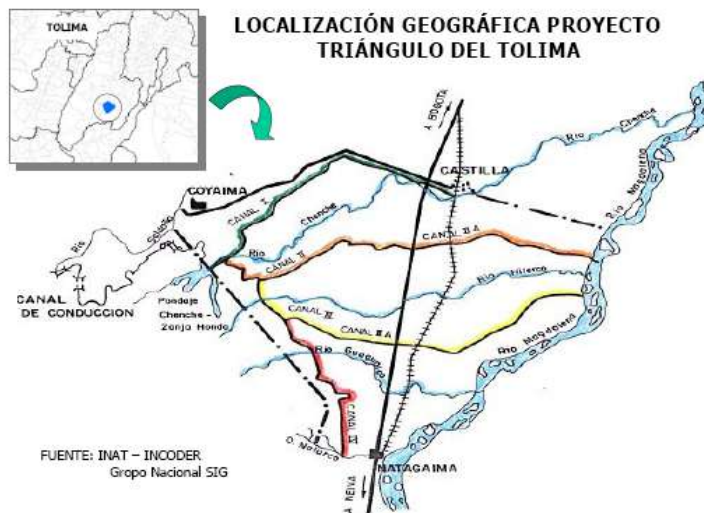 TOLIMA
LOCALIZACIÓN GEOGRÁFICA PROYECTO
TRIÁNGULO DEL TOLIMA
A BOGOTA
Rio Chenche
CASTILLA
COYAIMA
CANAL I
Chenche
Rio Magdalena
Rio Saldaña
CANAL II A
Rio
CANAL II
Rio Hilarco
CANAL
DE CONDUCCION
Pondaje
Chenche -
Zanja Honda
CANAL III
CANAL III A
Rio Magdalena
Rio Guaguarco
CANAL
NATAGAIMA
A NEIVA
FUENTE: INAT – INCODER
Gropo Nacional SIG